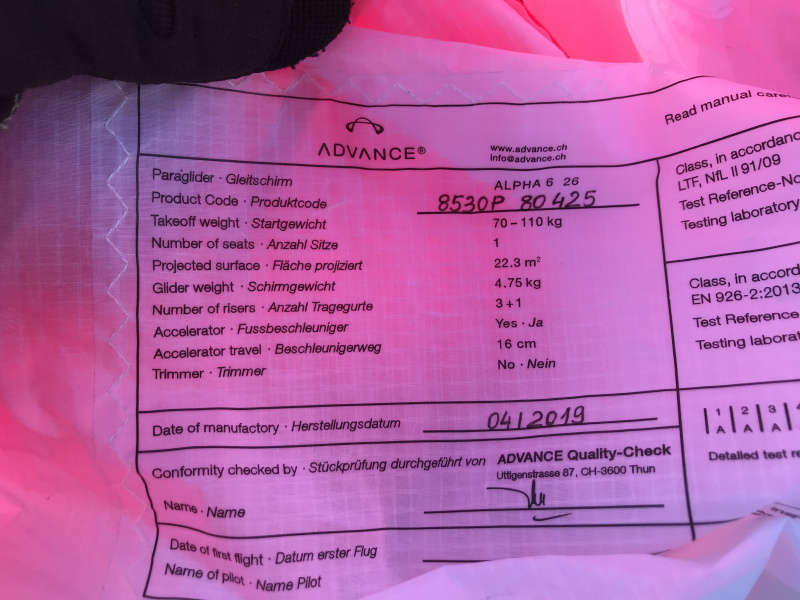 Read manual
ADVANCE®
www.advance.ch
info@advance.ch
Paraglider · Gleitschirm ALPHA 6 26
Product Code · Produktcode 8530P 80425
Takeoff weight · Startgewicht 70 – 110 kg
Number of seats · Anzahl Sitze 1
Projected surface · Fläche projiziert 22.3 m²
Glider weight · Schirmgewicht 4.75 kg
Number of risers · Anzahl Tragegurte 3+1
Accelerator · Fussbeschleuniger Yes · Ja
Accelerator travel · Beschleunigerweg 16 cm
Trimmer · Trimmer No · Nein
Date of manufactory · Herstellungsdatum 04/2019
Conformity checked by · Stückprüfung durchgeführt von ADVANCE Quality-Check
Uttigenstrasse 87, CH-3600 Thun
Name · Name
Date of first flight · Datum erster Flug
Name of pilot · Name Pilot
Class, in accordanc
LTF, NfL II 91/09
Test Reference-No
Testing laboratory
Class, in accord
EN 926-2:2013
Test Reference
Testing laborat
1 2 3
A A A
Detailed test re